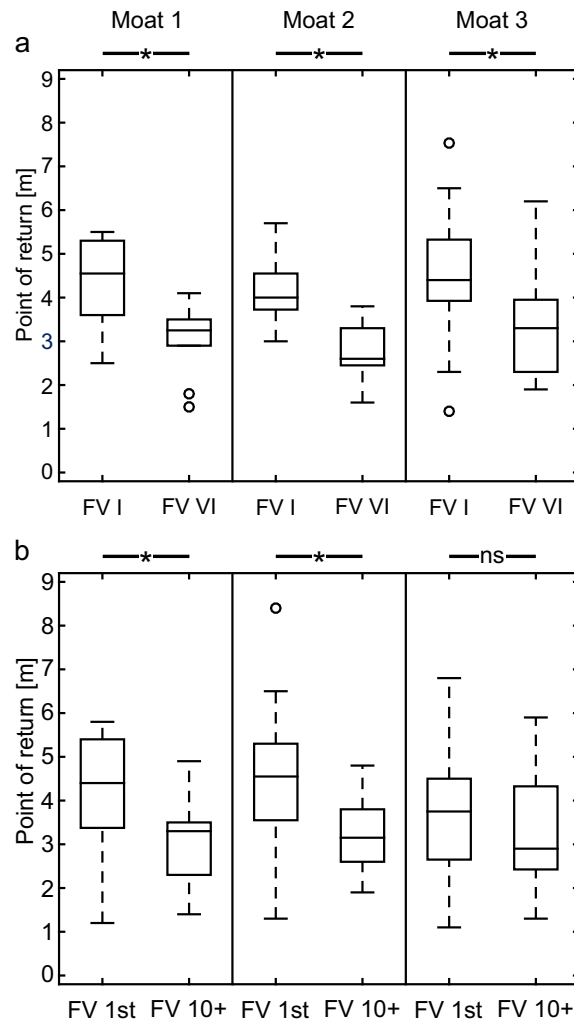 Moat 1 Moat 2 Moat 3
a
* * *
Point of return [m]
9
8
7
6
5
4
3
2
1
0
FV I FV VI FV I FV VI FV I FV VI
b
* * ns
Point of return [m]
9
8
7
6
5
4
3
2
1
0
FV 1st FV 10+ FV 1st FV 10+ FV 1st FV 10+